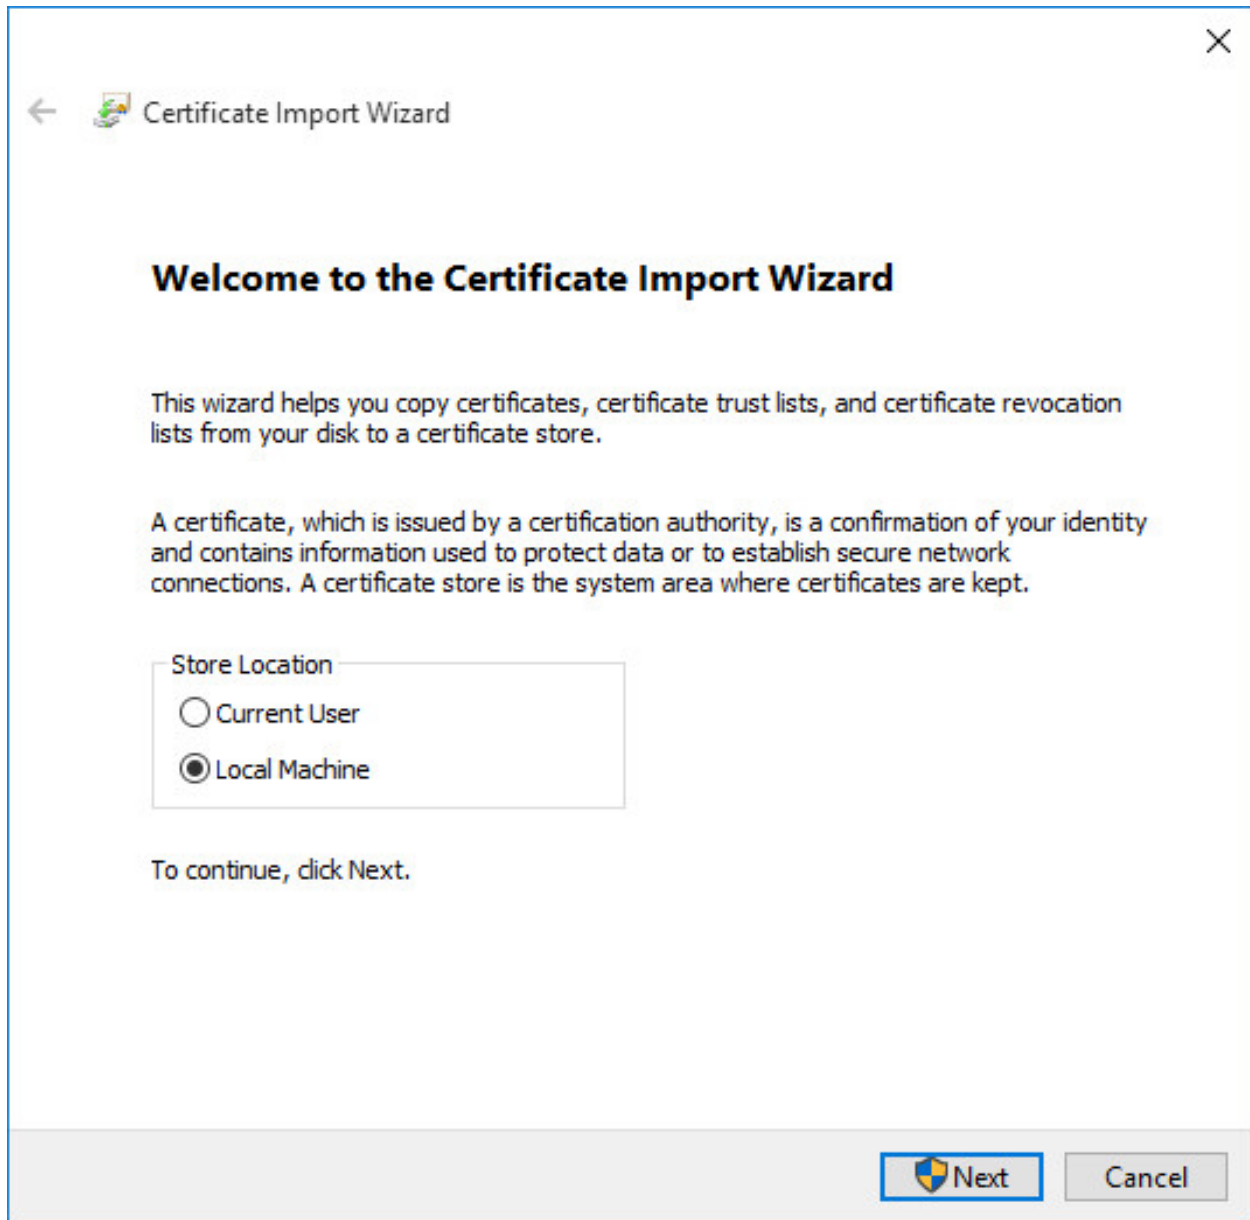 Certificate Import Wizard
Welcome to the Certificate Import Wizard
This wizard helps you copy certificates, certificate trust lists, and certificate revocation
lists from your disk to a certificate store.
A certificate, which is issued by a certification authority, is a confirmation of your identity
and contains information used to protect data or to establish secure network
connections. A certificate store is the system area where certificates are kept.
Store Location
Current User
Local Machine
To continue, click Next.
Next
Cancel